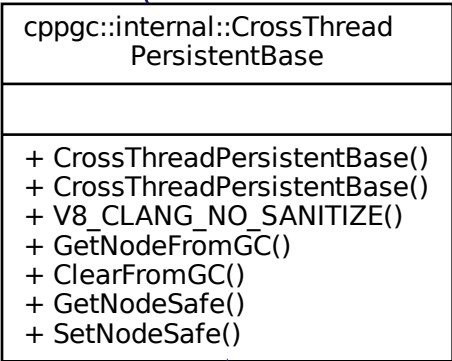 cppgc::internal::CrossThread
PersistentBase
+ CrossThreadPersistentBase()
+ CrossThreadPersistentBase()
+ V8_CLANG_NO_SANITIZE()
+ GetNodeFromGC()
+ ClearFromGC()
+ GetNodeSafe()
+ SetNodeSafe()